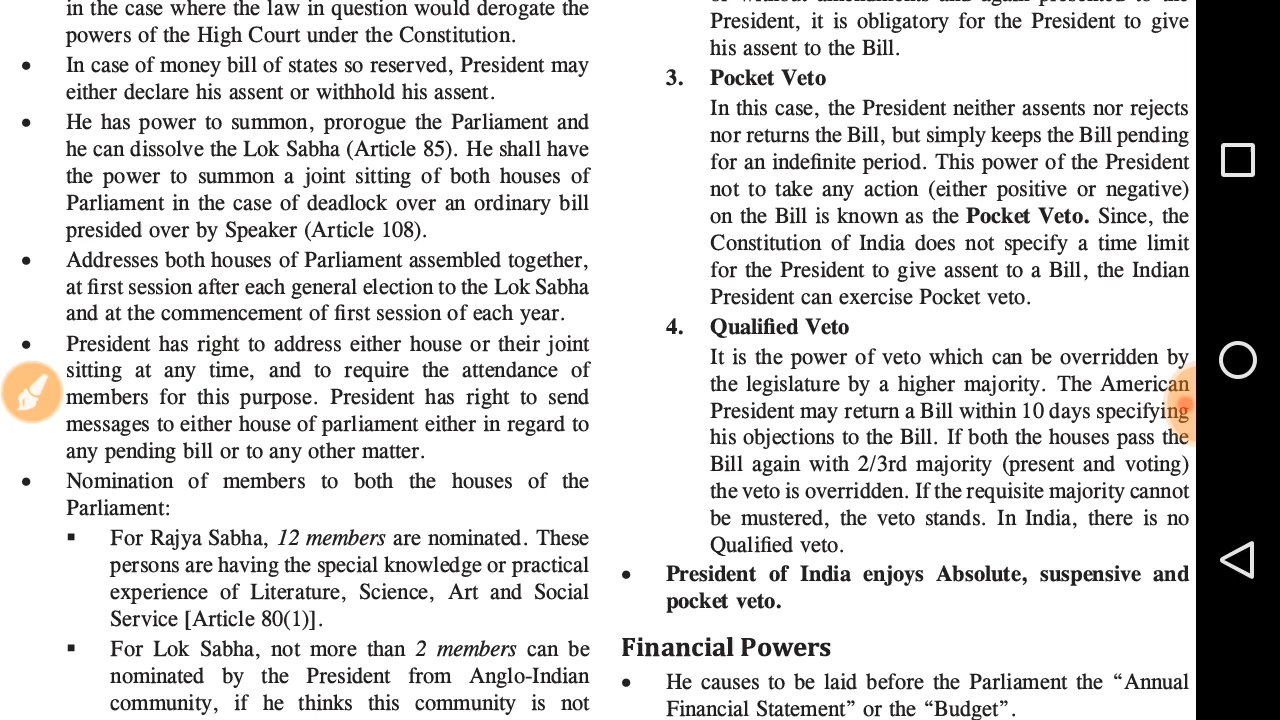 in the case where the law in question would derogate the
powers of the High Court under the Constitution.
• In case of money bill of states so reserved, President may
either declare his assent or withhold his assent.
• He has power to summon, prorogue the Parliament and
he can dissolve the Lok Sabha (Article 85). He shall have
the power to summon a joint sitting of both houses of
Parliament in the case of deadlock over an ordinary bill
presided over by Speaker (Article 108).
• Addresses both houses of Parliament assembled together,
at first session after each general election to the Lok Sabha
and at the commencement of first session of each year.
• President has right to address either house or their joint
sitting at any time, and to require the attendance of
members for this purpose. President has right to send
messages to either house of parliament either in regard to
any pending bill or to any other matter.
• Nomination of members to both the houses of the
Parliament:
▪ For Rajya Sabha, 12 members are nominated. These
persons are having the special knowledge or practical
experience of Literature, Science, Art and Social
Service [Article 80(1)].
▪ For Lok Sabha, not more than 2 members can be
nominated by the President from Anglo-Indian
community, if he thinks this community is not
or without amendments and again presented to the
President, it is obligatory for the President to give
his assent to the Bill.
3. Pocket Veto
In this case, the President neither assents nor rejects
nor returns the Bill, but simply keeps the Bill pending
for an indefinite period. This power of the President
not to take any action (either positive or negative)
on the Bill is known as the Pocket Veto. Since, the
Constitution of India does not specify a time limit
for the President to give assent to a Bill, the Indian
President can exercise Pocket veto.
4. Qualified Veto
It is the power of veto which can be overridden by
the legislature by a higher majority. The American
President may return a Bill within 10 days specifying
his objections to the Bill. If both the houses pass the
Bill again with 2/3rd majority (present and voting)
the veto is overridden. If the requisite majority cannot
be mustered, the veto stands. In India, there is no
Qualified veto.
• President of India enjoys Absolute, suspensive and
pocket veto.
Financial Powers
• He causes to be laid before the Parliament the “Annual
Financial Statement” or the “Budget”.